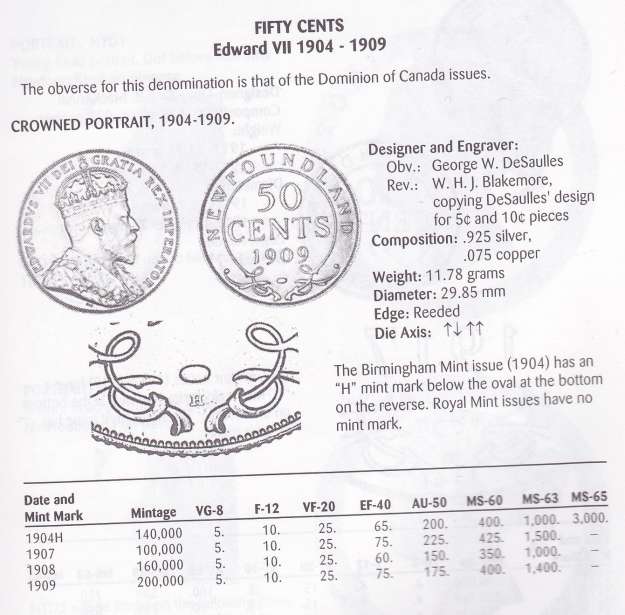 FIFTY CENTS
Edward VII 1904 - 1909
The obverse for this denomination is that of the Dominion of Canada issues.
CROWNED PORTRAIT, 1904-1909.
EDWARDVS VII DEI GRATIA REX IMPERATOR
NEWFOUNDLAND
50
CENTS
1909
H
Designer and Engraver:
Obv.: George W. DeSaulles
Rev.: W. H. J. Blakemore,
copying DeSaulles' design
for 5¢ and 10¢ pieces
Composition: .925 silver,
.075 copper
Weight: 11.78 grams
Diameter: 29.85 mm
Edge: Reeded
Die Axis: ↑↓ ↑↑
The Birmingham Mint issue (1904) has an
"H" mint mark below the oval at the bottom
on the reverse. Royal Mint issues have no
mint mark.
Date and
Mint Mark Mintage VG-8 F-12 VF-20 EF-40 AU-50 MS-60 MS-63 MS-65
1904H 140,000 5. 10. 25. 65. 200. 400. 1,000. 3,000.
1907 100,000 5. 10. 25. 75. 225. 425. 1,500. –
1908 160,000 5. 10. 25. 60. 150. 350. 1,000. –
1909 200,000 5. 10. 25. 75. 175. 400. 1,400. –